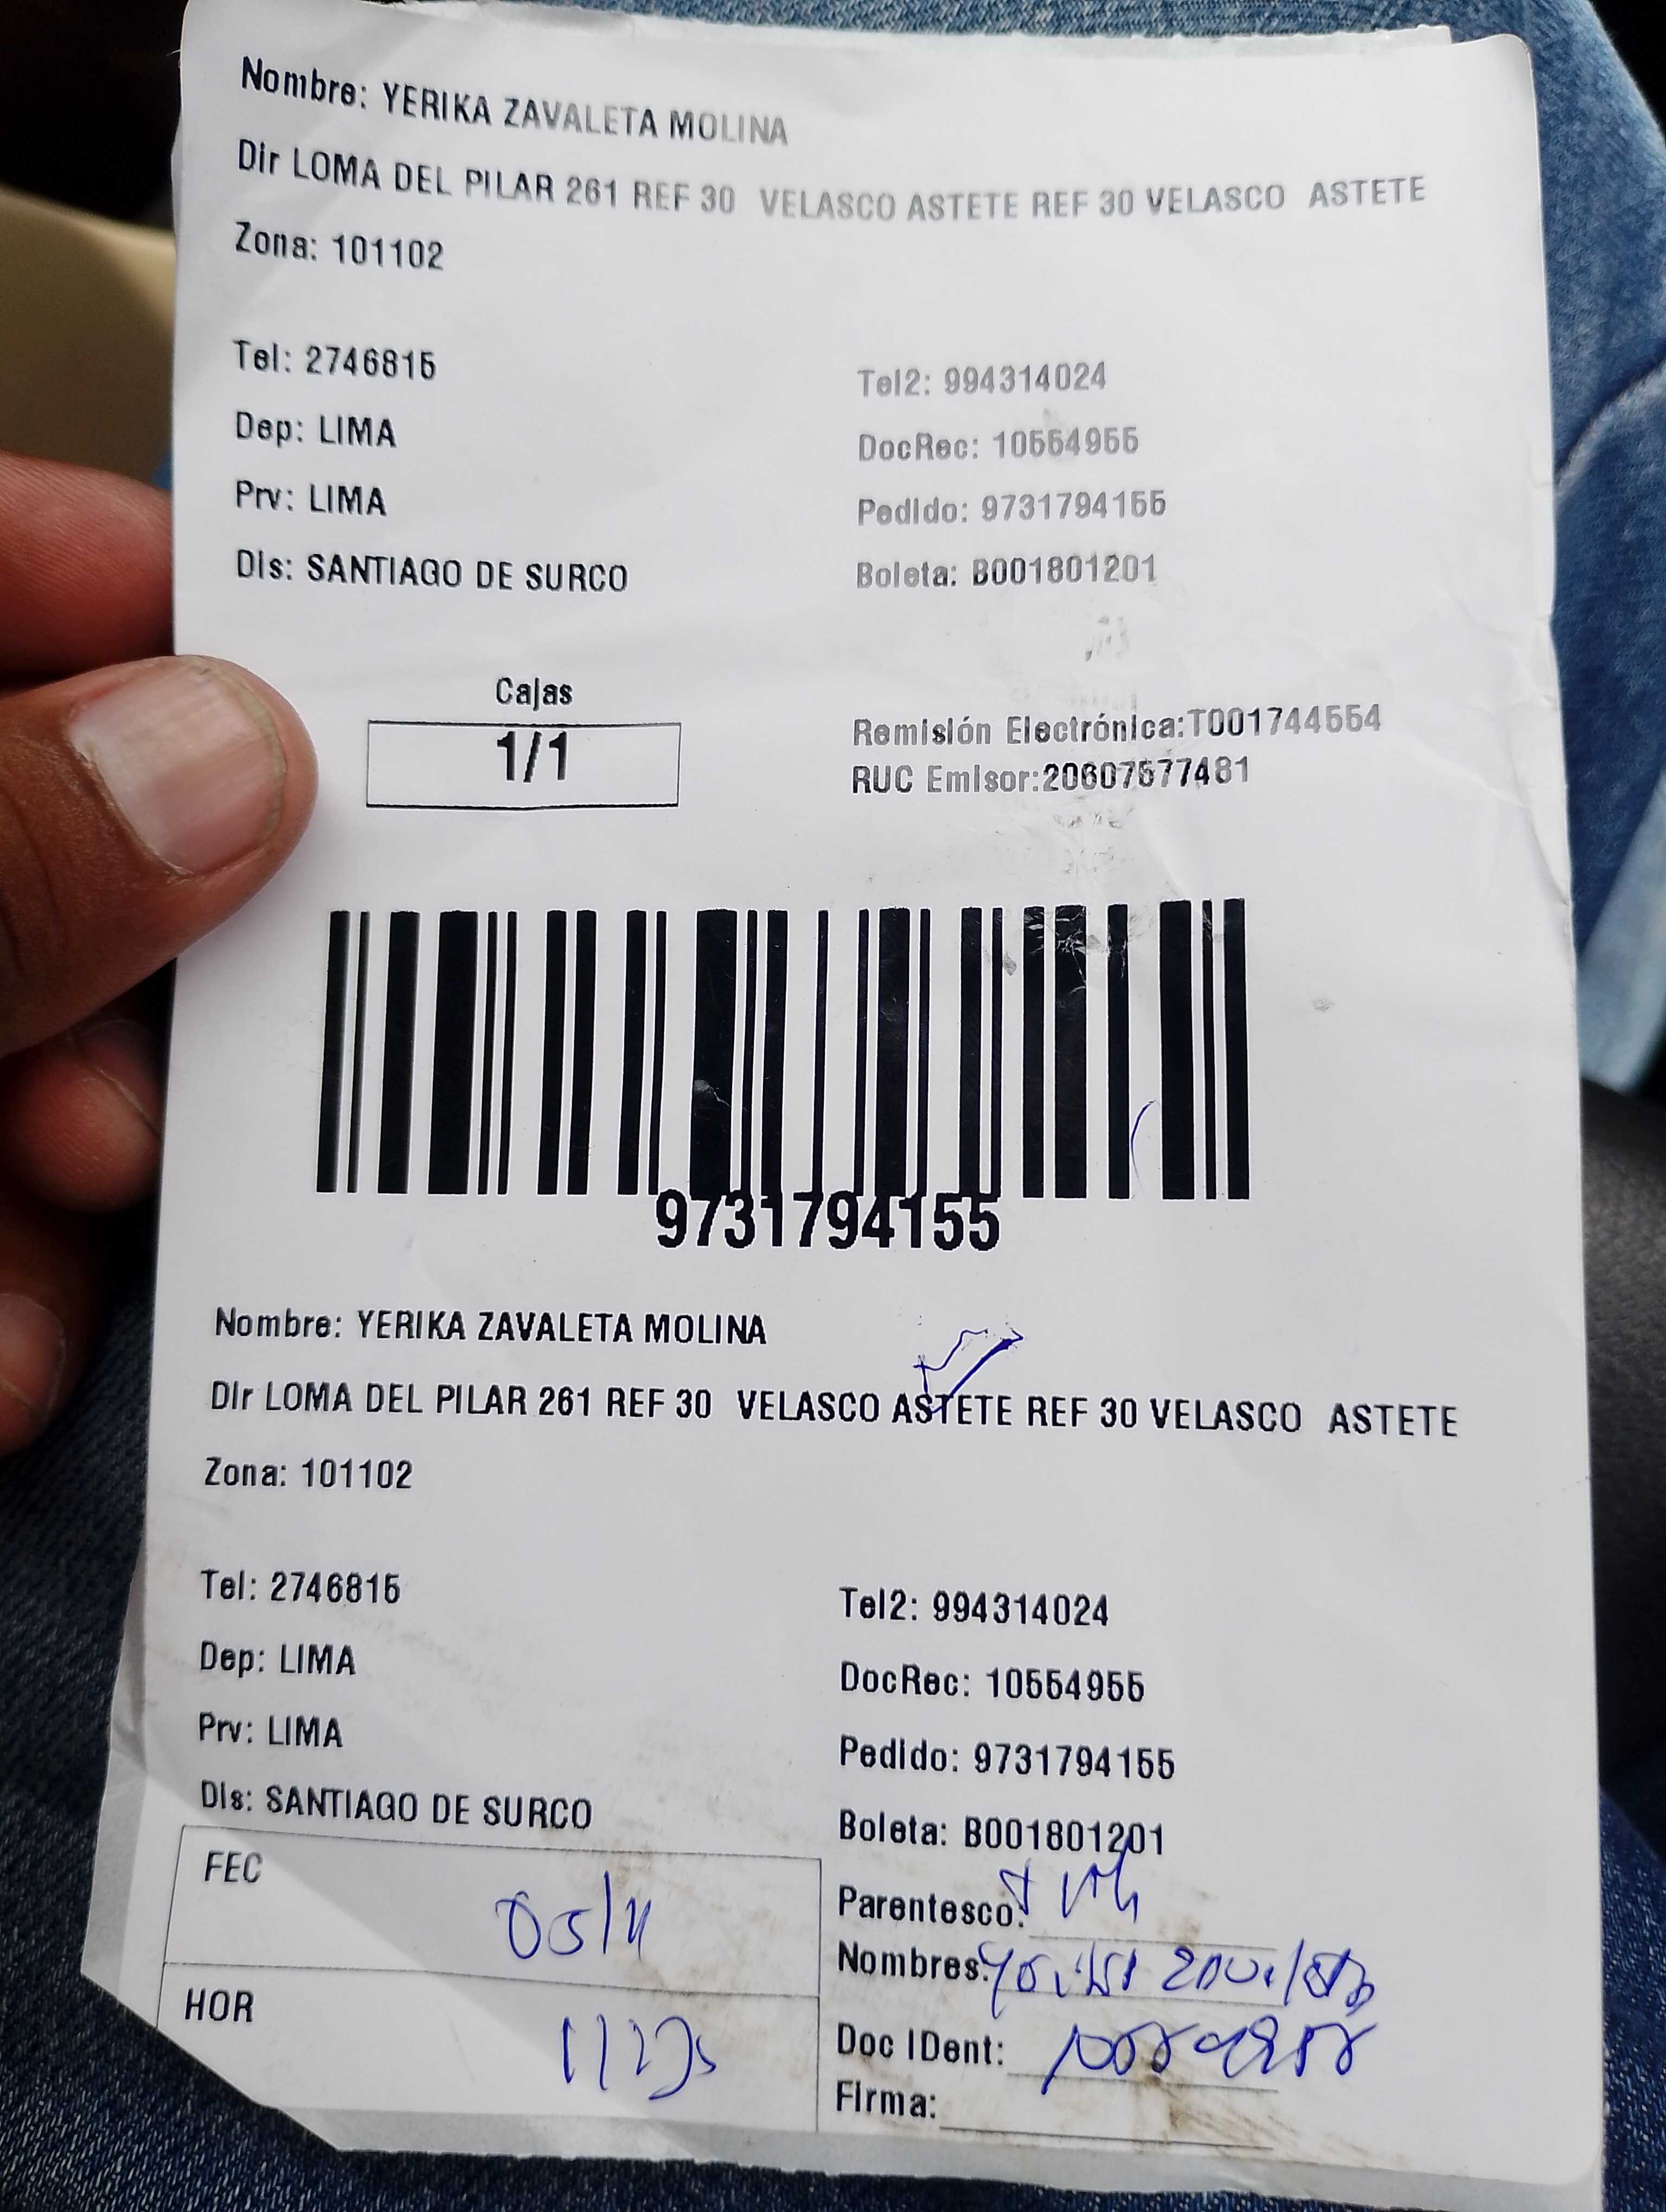 Nombre: YERIKA ZAVALETA MOLINA
Dir LOMA DEL PILAR 261 REF 30 VELASCO ASTETE REF 30 VELASCO ASTETE
Zona: 101102
Tel: 2746815 Tel2: 994314024
Dep: LIMA DocRec: 10554955
Prv: LIMA Pedido: 9731794155
Dis: SANTIAGO DE SURCO Boleta: B001801201
Cajas
1/1
Remisión Electrónica:T001744554
RUC Emisor:20607577481
9731794155
Nombre: YERIKA ZAVALETA MOLINA
Dir LOMA DEL PILAR 261 REF 30 VELASCO ASTETE REF 30 VELASCO ASTETE
Zona: 101102
Tel: 2746815 Tel2: 994314024
Dep: LIMA DocRec: 10554955
Prv: LIMA Pedido: 9731794155
Dis: SANTIAGO DE SURCO Boleta: B001801201
FEC 05/11 Parentesco:
Nombres:
HOR Doc IDent:
Firma: